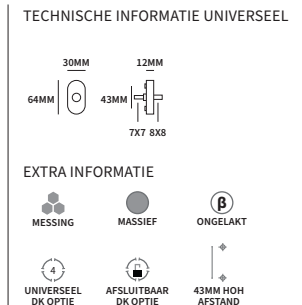 TECHNISCHE INFORMATIE UNIVERSEEL
30MM 12MM
64MM 43MM
7X7 8X8
EXTRA INFORMATIE
β
MESSING MASSIEF ONGELAKT
4
UNIVERSEEL AFSLUITBAAR 43MM HOH
DK OPTIE DK OPTIE AFSTAND